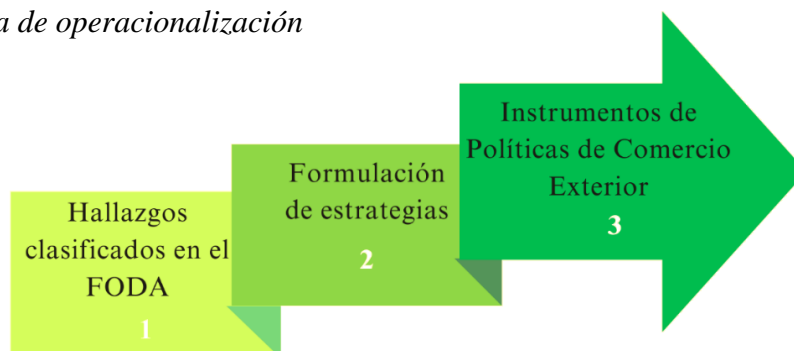 de operacionalización
Hallazgos
clasificados en el
FODA
1
Formulación
de estrategias
2
Instrumentos de
Políticas de Comercio
Exterior
3